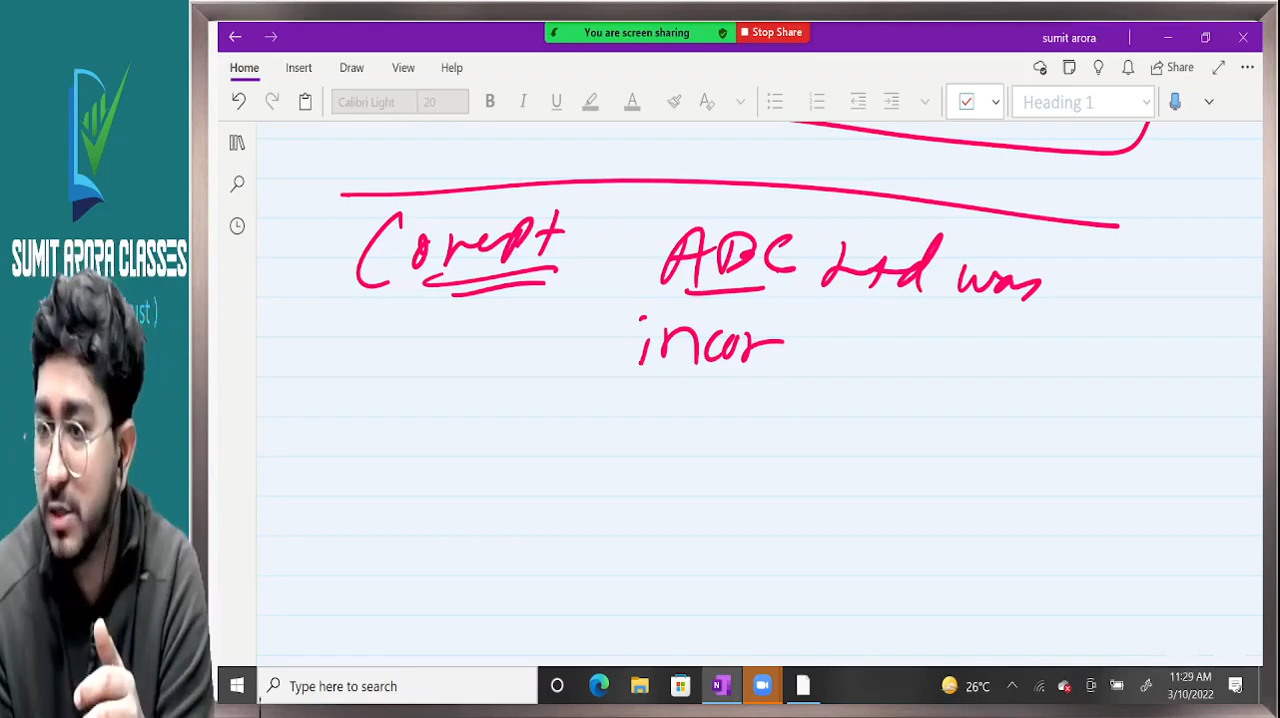 sumit arora
You are screen sharing
Stop Share
Home Insert Draw View Help
Share
Calibri Light 20 B I U A
Heading 1
SUMIT ARORA CLASSES
ust )
Concept ABC Ltd was
incor
Type here to search
26°C
11:29 AM
3/10/2022